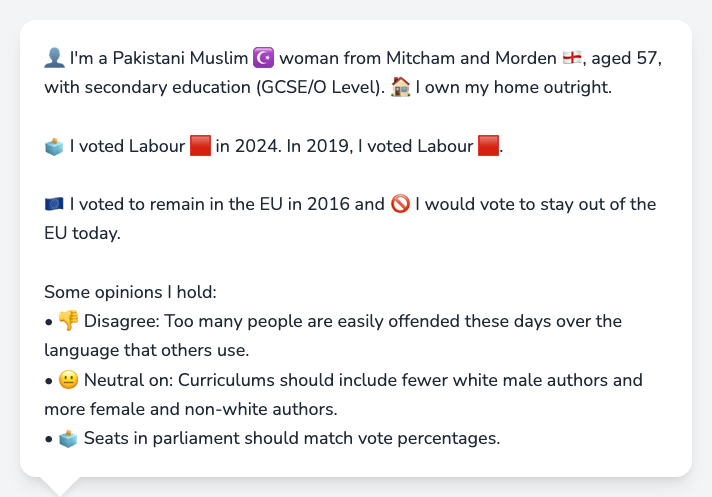 👤 I'm a Pakistani Muslim ☪️ woman from Mitcham and Morden 🏴󠁧󠁢󠁥󠁮󠁧󠁿, aged 57,
with secondary education (GCSE/O Level). 🏠 I own my home outright.
🗳️ I voted Labour 🟥 in 2024. In 2019, I voted Labour 🟥.
🇪🇺 I voted to remain in the EU in 2016 and 🚫 I would vote to stay out of the
EU today.
Some opinions I hold:
• 👎 Disagree: Too many people are easily offended these days over the
language that others use.
• 😐 Neutral on: Curriculums should include fewer white male authors and
more female and non-white authors.
• 🗳️ Seats in parliament should match vote percentages.